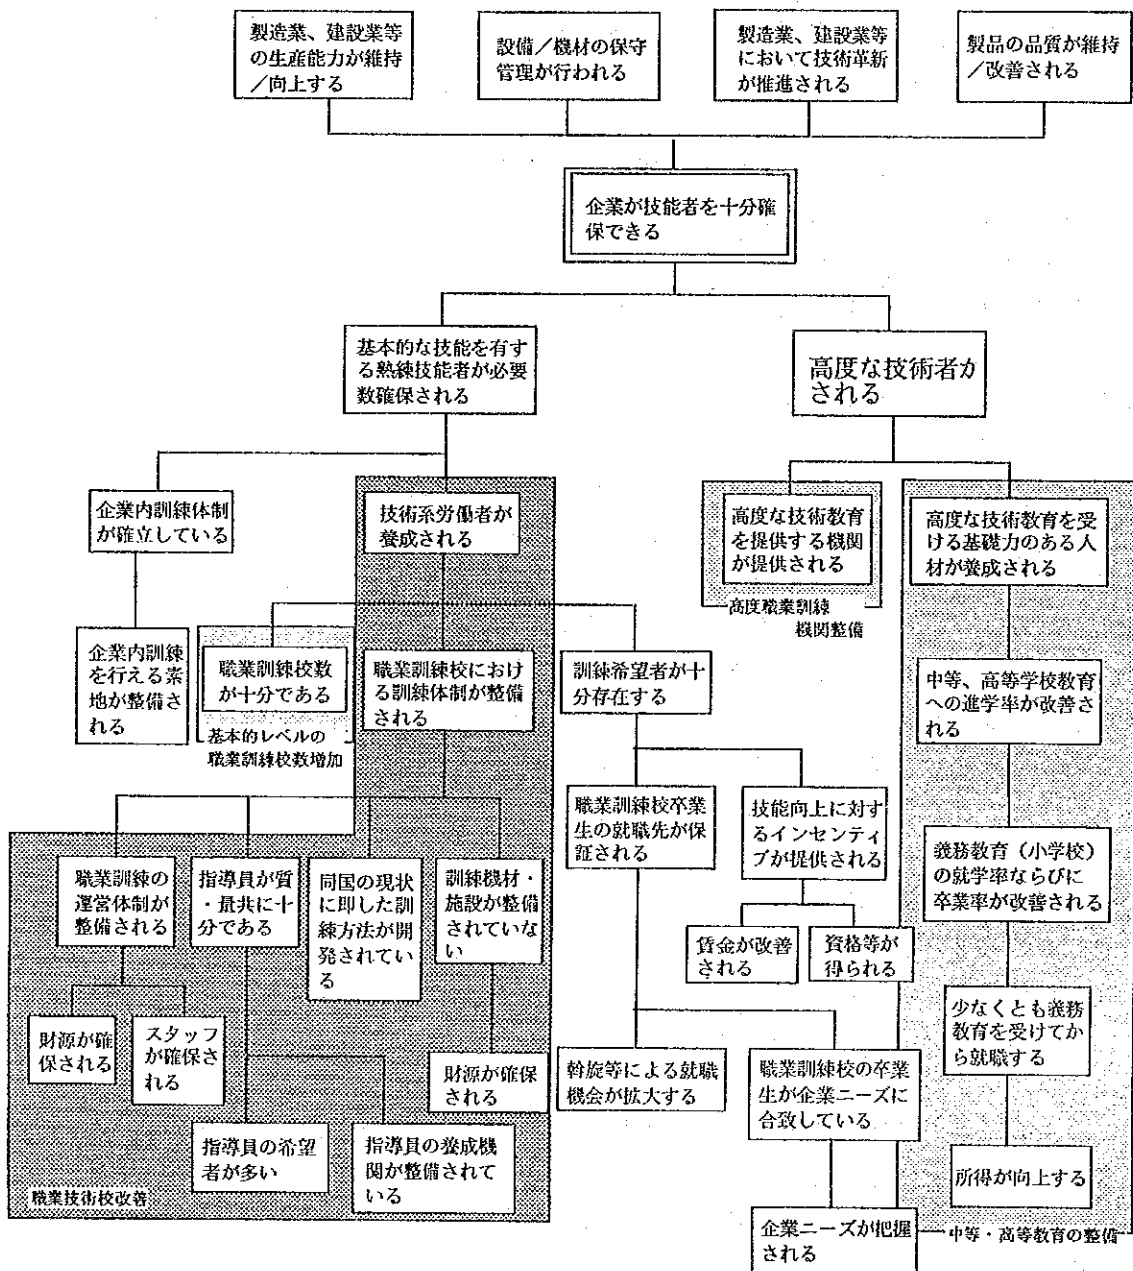 製造業、建設業等
の生産能力が維持
／向上する
設備／機材の保守
管理が行われる
製造業、建設業等
において技術革新
が推進される
製品の品質が維持
／改善される
企業が技能者を十分確
保できる
基本的な技能を有す
る熟練技能者が必要
数確保される
高度な技術者が
される
企業内訓練体制
が確立している
技術系労働者が
養成される
高度な技術教育
を提供する機関
が提供される
高度職業訓練
機関整備
高度な技術教育を受
ける基礎力のある人
材が養成される
企業内訓練
を行える素
地が整備さ
れる
職業訓練校数
が十分である
基本的レベルの
職業訓練校数増加
職業訓練校におけ
る訓練体制が整備
される
訓練希望者が十
分存在する
中等、高等学校教育
への進学率が改善さ
れる
職業訓練校卒業
生の就職先が保
証される
技能向上に対す
るインセンティ
ブが提供される
義務教育（小学校）
の就学率ならびに
卒業率が改善される
職業訓練の
運営体制が
整備される
指導員が質
・量共に十
分である
同国の現状
に即した訓
練方法が開
発されてい
る
訓練機材・
施設が整備
されていな
い
賃金が改善
される
資格等が
得られる
財源が確
保される
スタッフ
が確保さ
れる
財源が確保
される
斡旋等による就職
機会が拡大する
職業訓練校の卒業
生が企業ニーズに
合致している
少なくとも義務
教育を受けてか
ら就職する
指導員の希望
者が多い
指導員の養成機
関が整備されて
いる
所得が向上する
職業技術校改善
企業ニーズが把握
される
中等・高等教育の整備